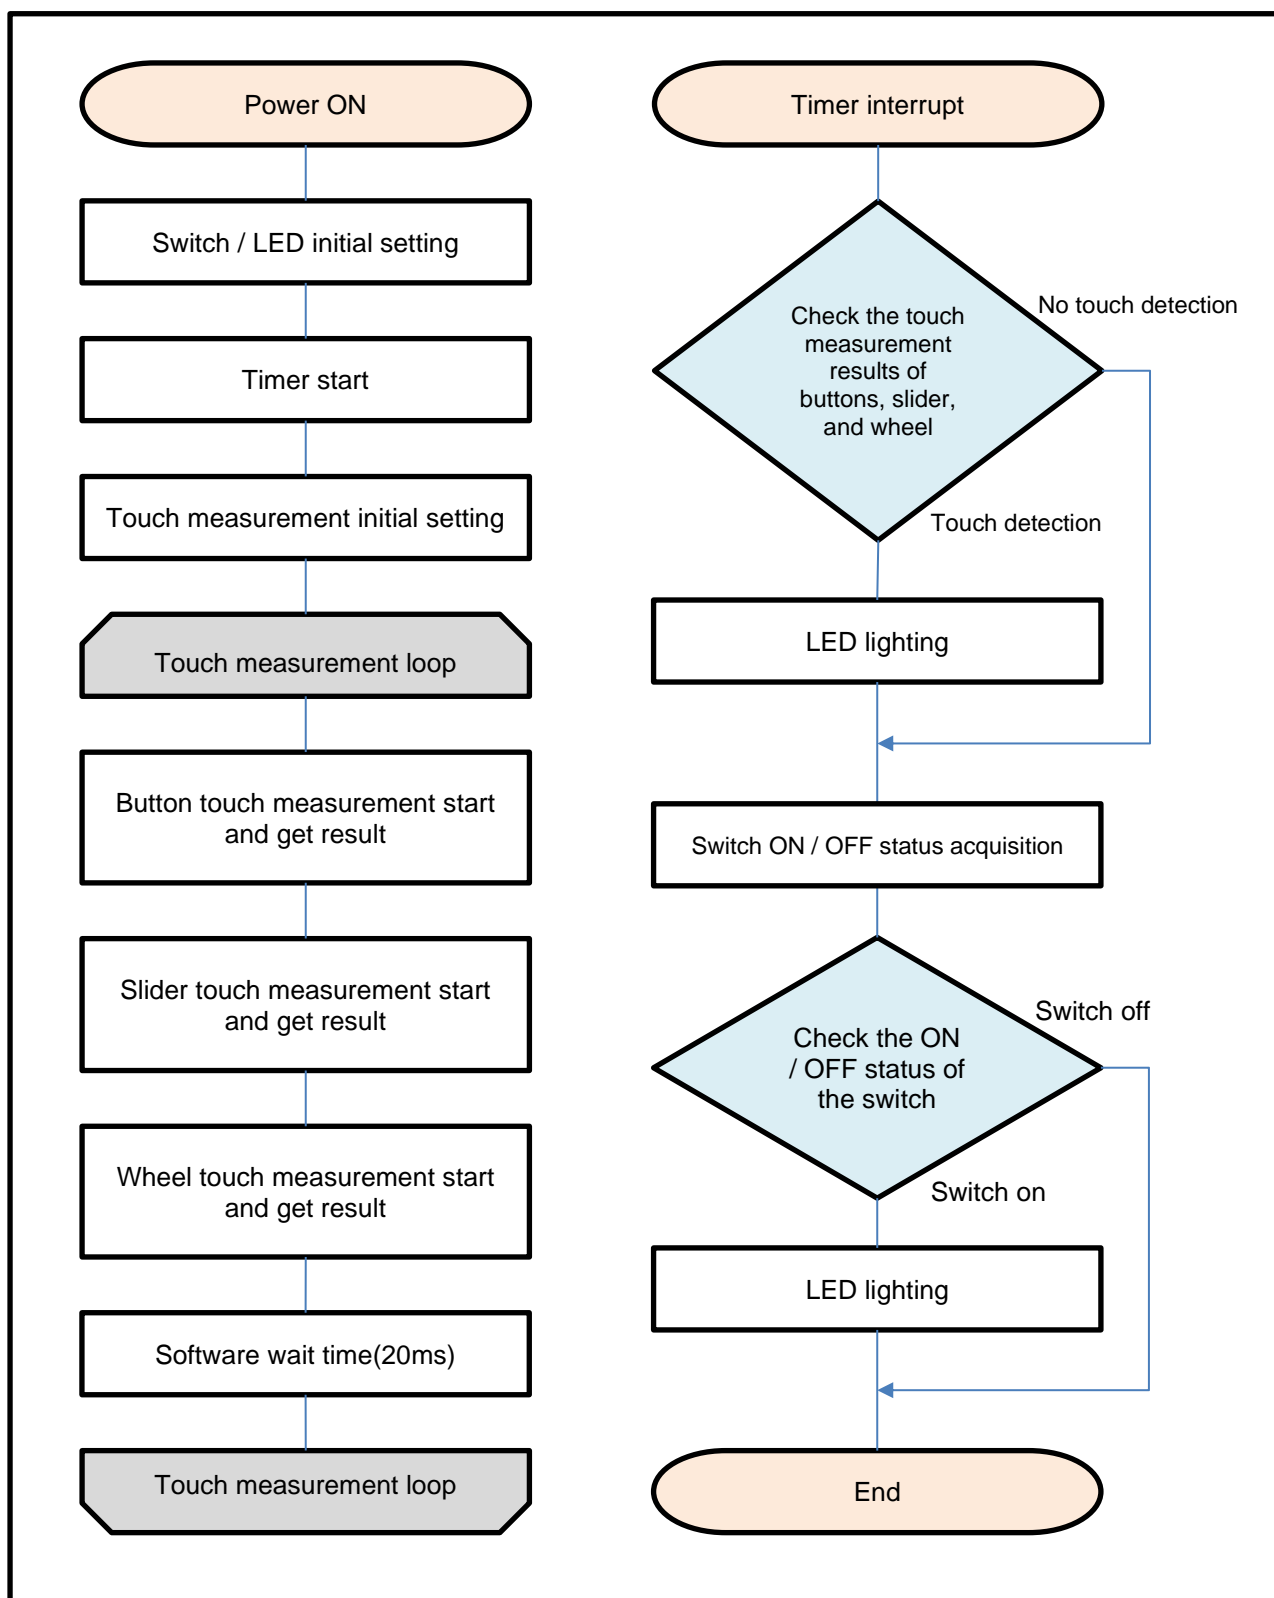 Power ON
Switch / LED initial setting
Timer start
Touch measurement initial setting
Touch measurement loop
Button touch measurement start
and get result
Slider touch measurement start
and get result
Wheel touch measurement start
and get result
Software wait time(20ms)
Touch measurement loop
Timer interrupt
Check the touch
measurement
results of
buttons, slider,
and wheel
No touch detection
Touch detection
LED lighting
Switch ON / OFF status acquisition
Check the ON
/ OFF status of
the switch
Switch off
Switch on
LED lighting
End